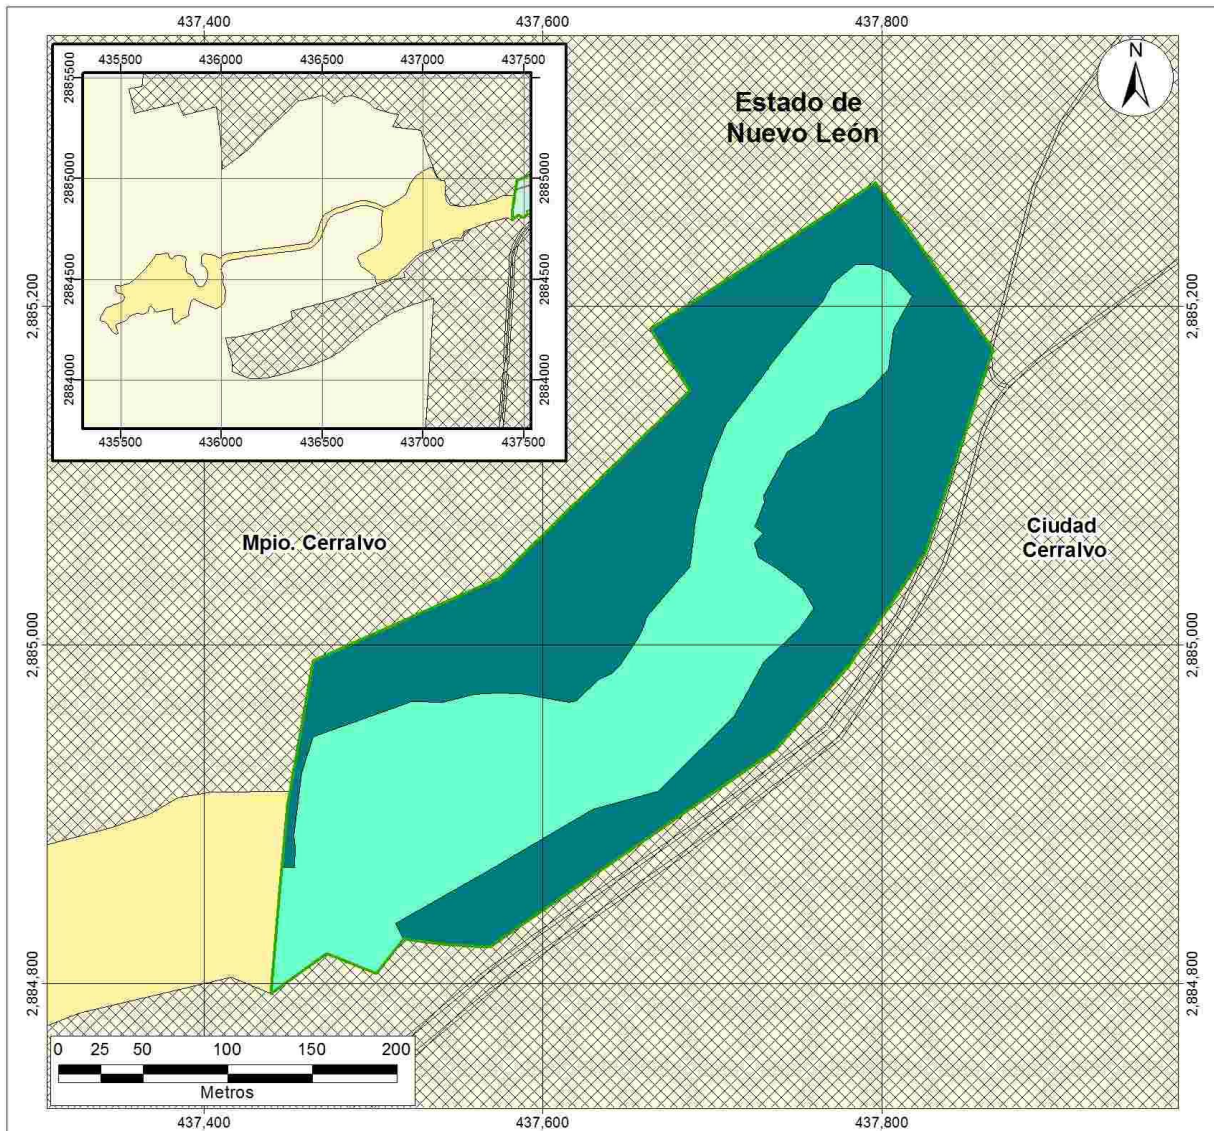 437,400 437,600 437,800
435500 436000 436500 437000 437500
2885000 2885000
2884500 2884500
2884000 2884000
435500 436000 436500 437000 437500
2885500
N
Estado de
Nuevo León
2,885,200 2,885,200
Mpio. Cerralvo
Ciudad
Cerralvo
2,885,000 2,885,000
2,884,800 2,884,800
0 25 50 100 150 200
Metros
437,400 437,600 437,800